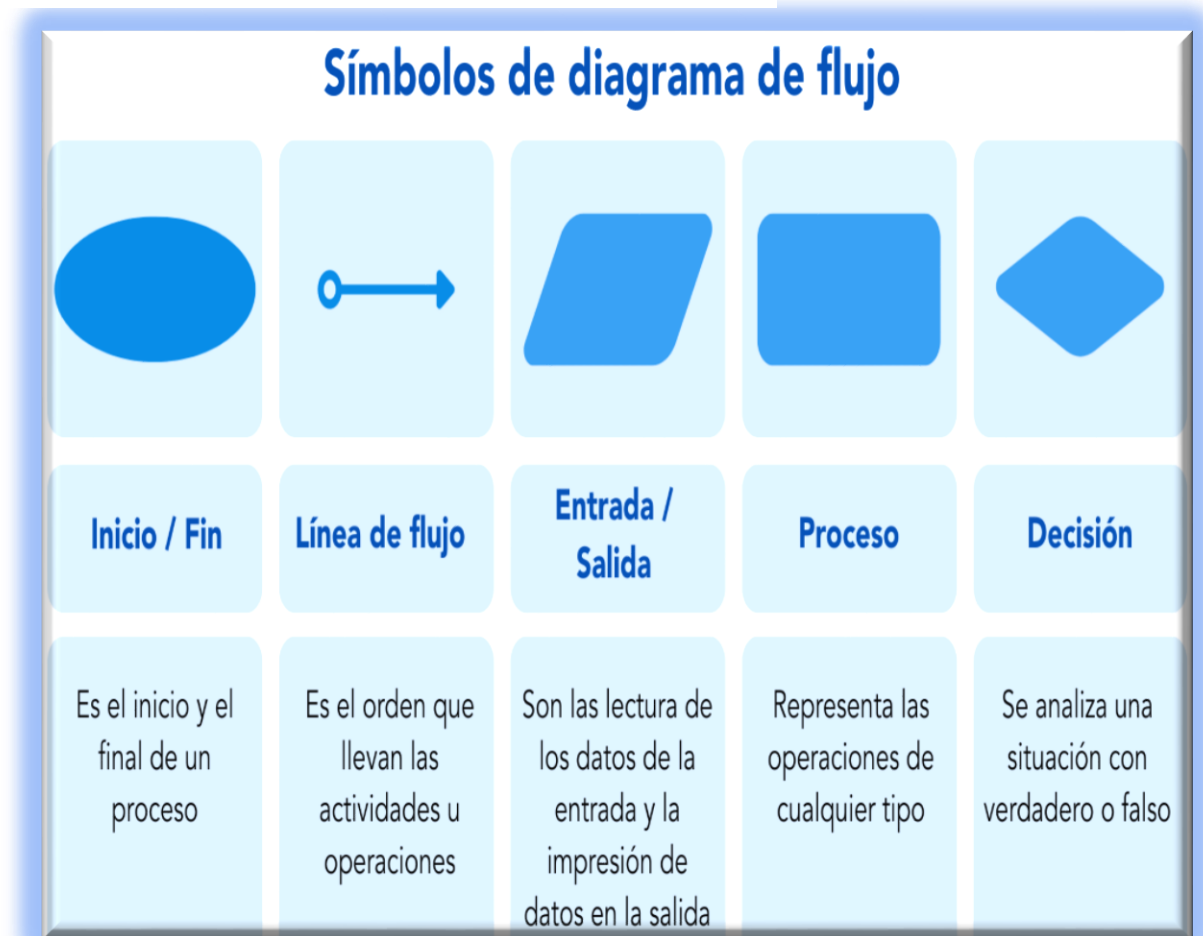 Símbolos de diagrama de flujo
Inicio / Fin
Línea de flujo
Entrada /
Salida
Proceso
Decisión
Es el inicio y el
final de un
proceso
Es el orden que
llevan las
actividades u
operaciones
Son las lectura de
los datos de la
entrada y la
impresión de
datos en la salida
Representa las
operaciones de
cualquier tipo
Se analiza una
situación con
verdadero o falso